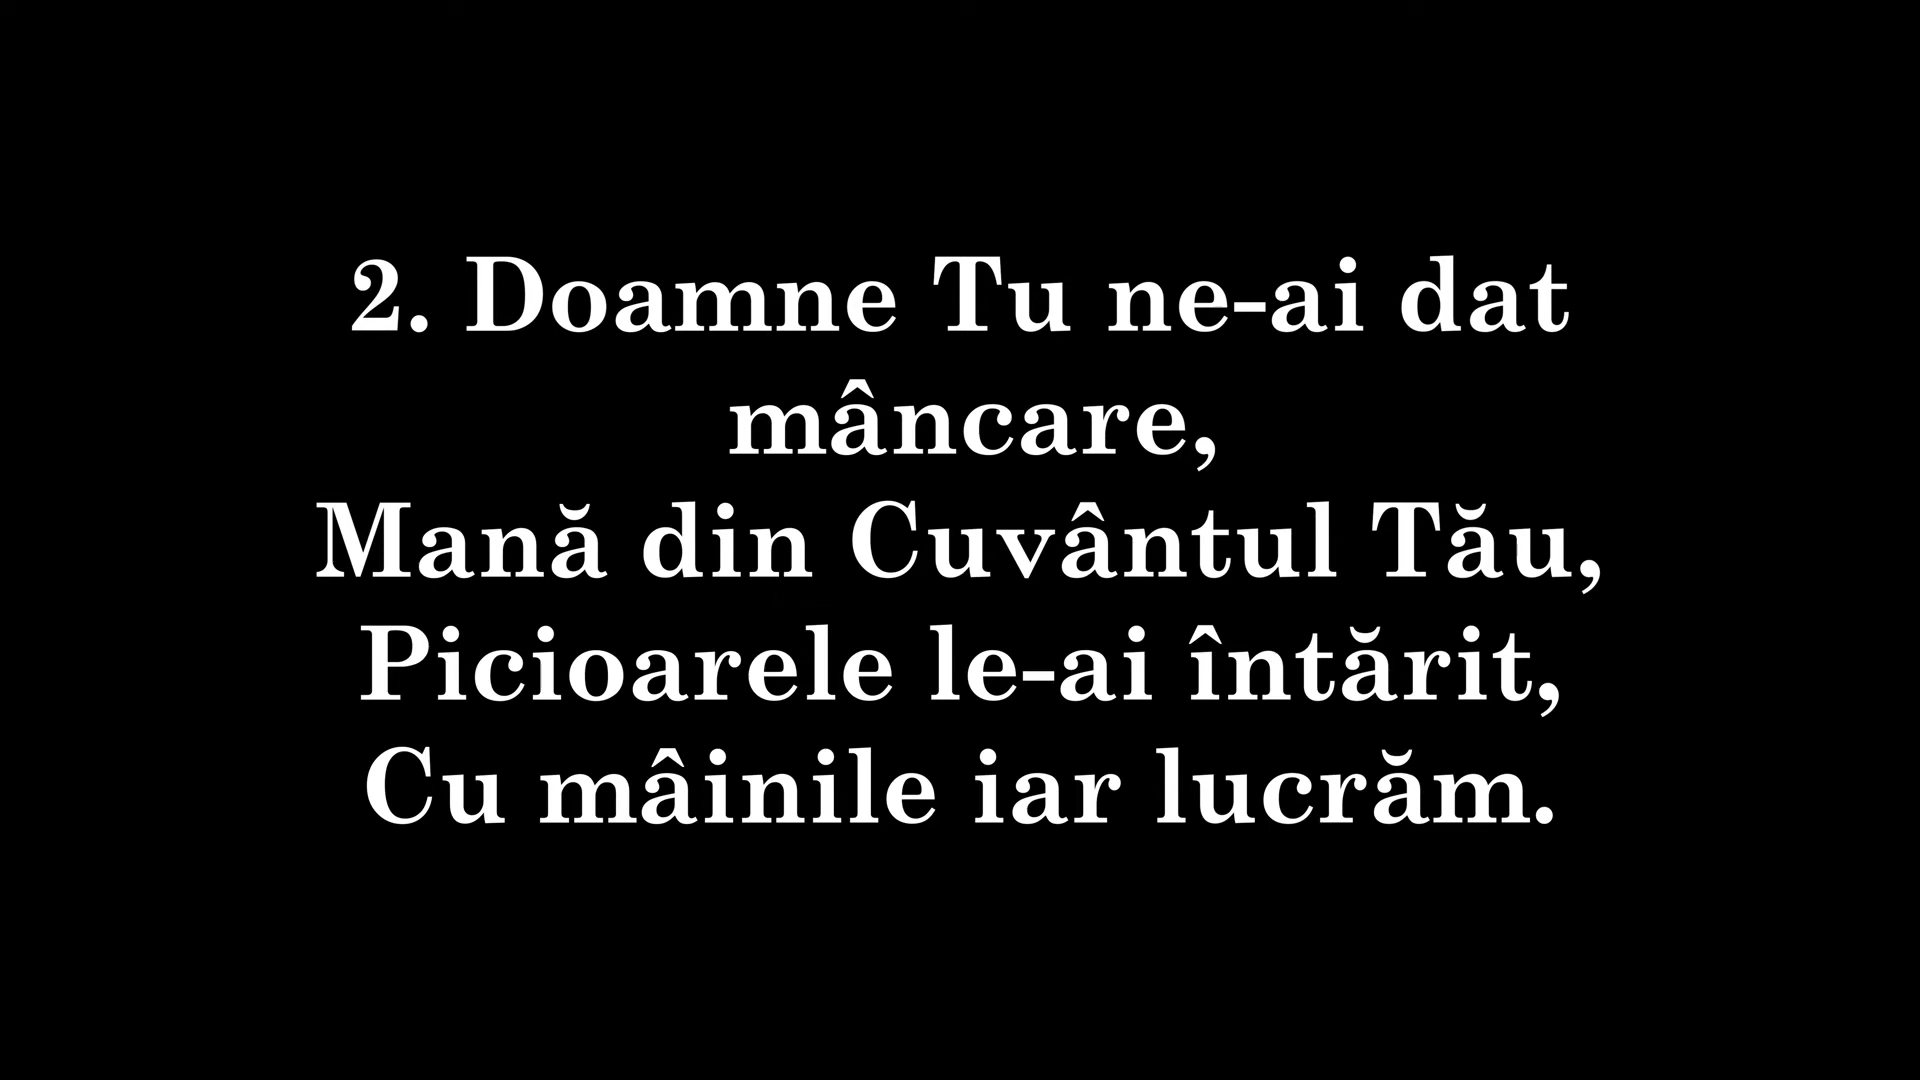 2. Doamne Tu ne-ai dat
mâncare,
Mană din Cuvântul Tău,
Picioarele le-ai întărit,
Cu mâinile iar lucrăm.